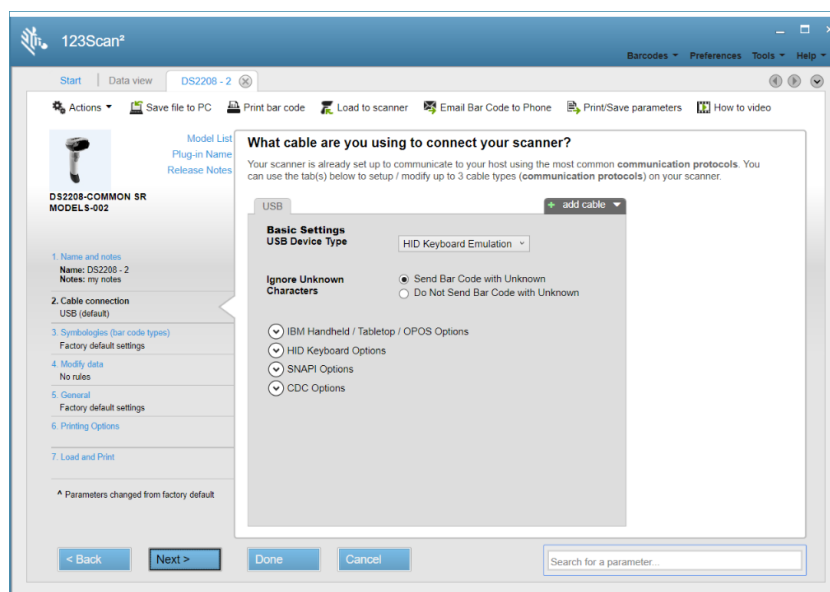 123Scan²
Barcodes Preferences Tools Help
Start Data view DS2208 - 2
Actions Save file to PC Print bar code Load to scanner Email Bar Code to Phone Print/Save parameters How to video
Model List
Plug-in Name
Release Notes
DS2208-COMMON SR
MODELS-002
1. Name and notes
Name: DS2208 - 2
Notes: my notes
2. Cable connection
USB (default)
3. Symbologies (bar code types)
Factory default settings
4. Modify data
No rules
5. General
Factory default settings
6. Printing Options
7. Load and Print
^ Parameters changed from factory default
What cable are you using to connect your scanner?
Your scanner is already set up to communicate to your host using the most common communication protocols. You
can use the tab(s) below to setup / modify up to 3 cable types (communication protocols) on your scanner.
USB + add cable
Basic Settings
USB Device Type HID Keyboard Emulation
Ignore Unknown
Characters
Send Bar Code with Unknown
Do Not Send Bar Code with Unknown
IBM Handheld / Tabletop / OPOS Options
HID Keyboard Options
SNAPI Options
CDC Options
< Back Next > Done Cancel Search for a parameter...